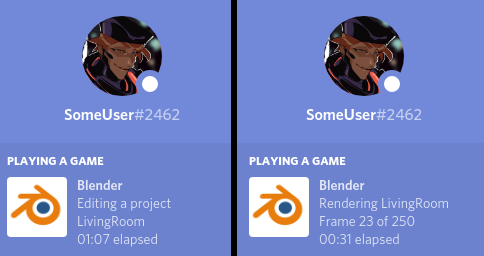 SomeUser#2462
PLAYING A GAME
Blender
Editing a project
LivingRoom
01:07 elapsed
SomeUser#2462
PLAYING A GAME
Blender
Rendering LivingRoom
Frame 23 of 250
00:31 elapsed